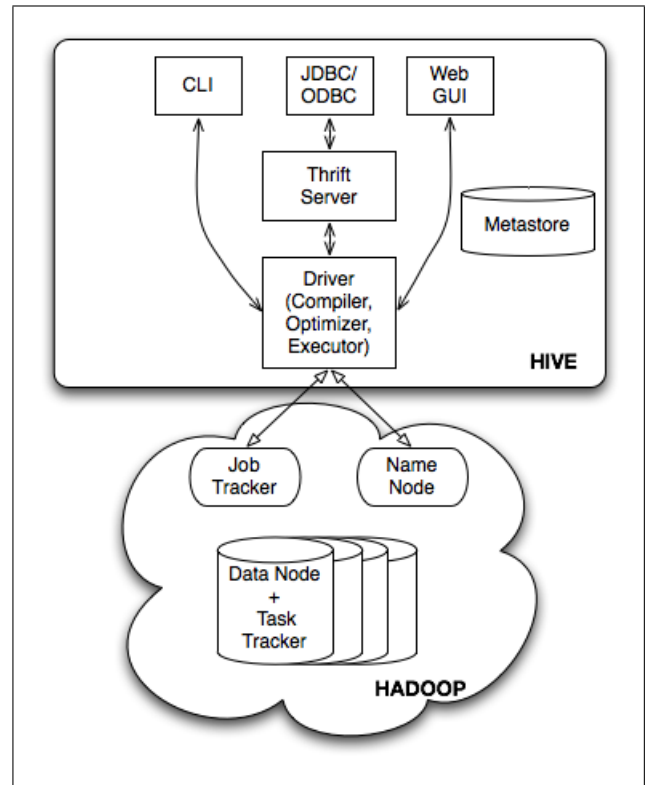 CLI
JDBC/
ODBC
Web
GUI
Thrift
Server
Metastore
Driver
(Compiler,
Optimizer,
Executor)
HIVE
Job
Tracker
Name
Node
Data Node
+
Task
Tracker
HADOOP